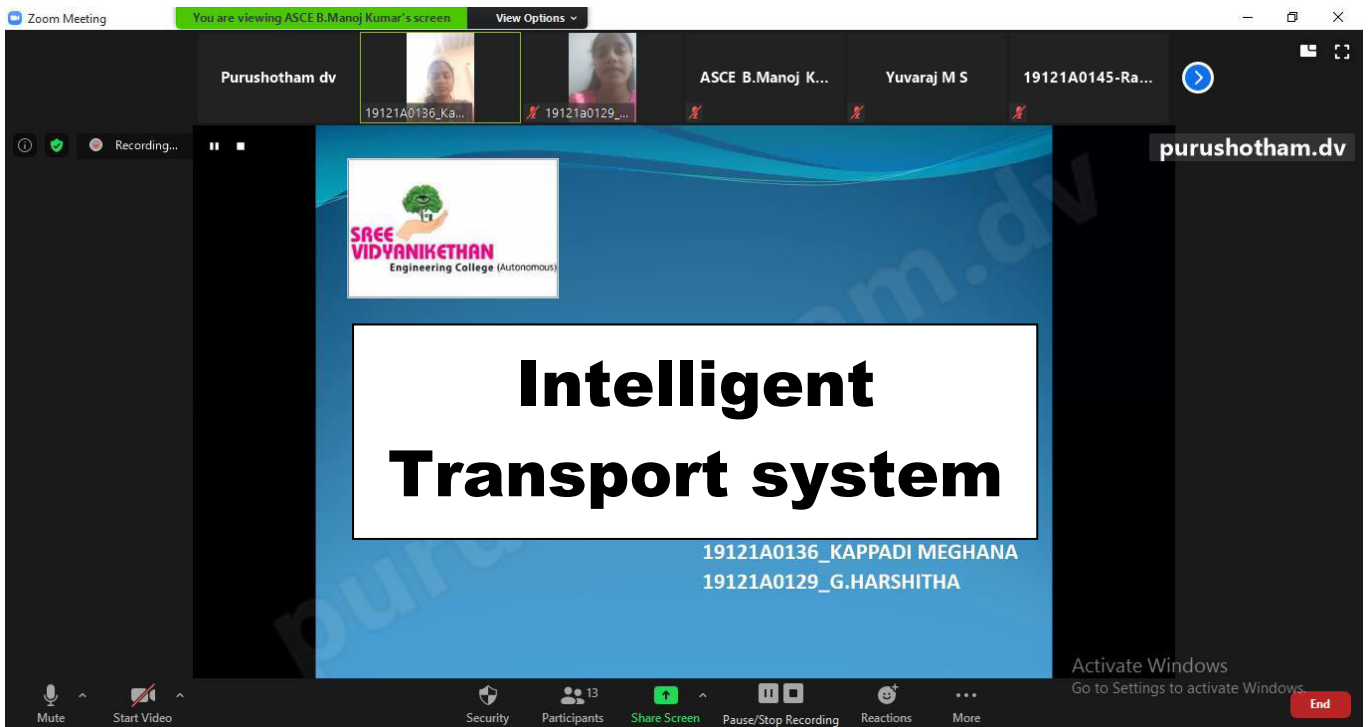 Zoom Meeting
You are viewing ASCE B.Manoj Kumar's screen
View Options
Purushotham dv
19121A0136_Ka...
19121a0129_...
ASCE B.Manoj K...
Yuvaraj M S
19121A0145-Ra...
Recording...
purushotham.dv
SREE
VIDYANIKETHAN
Engineering College (Autonomous)
Intelligent
Transport system
19121A0136_KAPPADI MEGHANA
19121A0129_G.HARSHITHA
Activate Windows
Go to Settings to activate Windows.
Mute
Start Video
Security
Participants
13
Share Screen
Pause/Stop Recording
Reactions
More
End